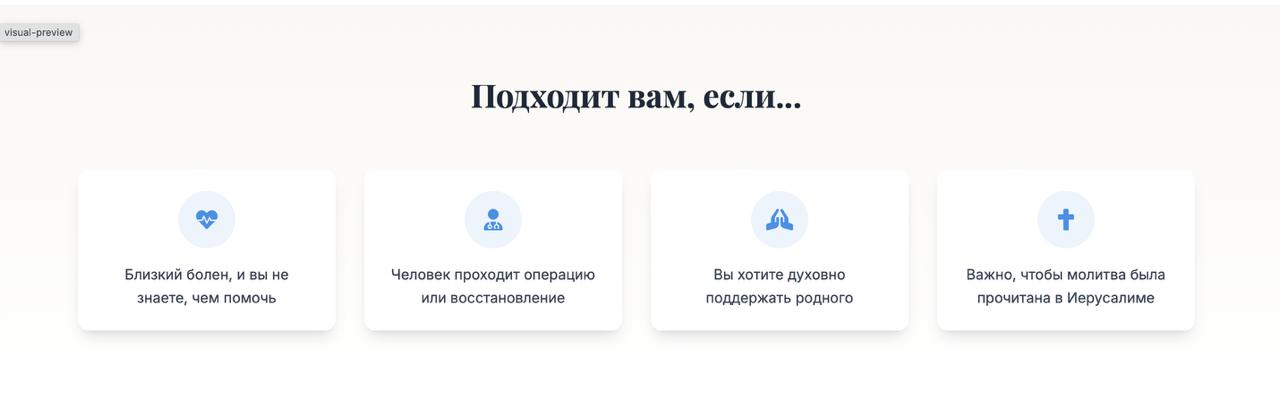 visual-preview
Подходит вам, если...
Близкий болен, и вы не
знаете, чем помочь
Человек проходит операцию
или восстановление
Вы хотите духовно
поддержать родного
Важно, чтобы молитва была
прочитана в Иерусалиме